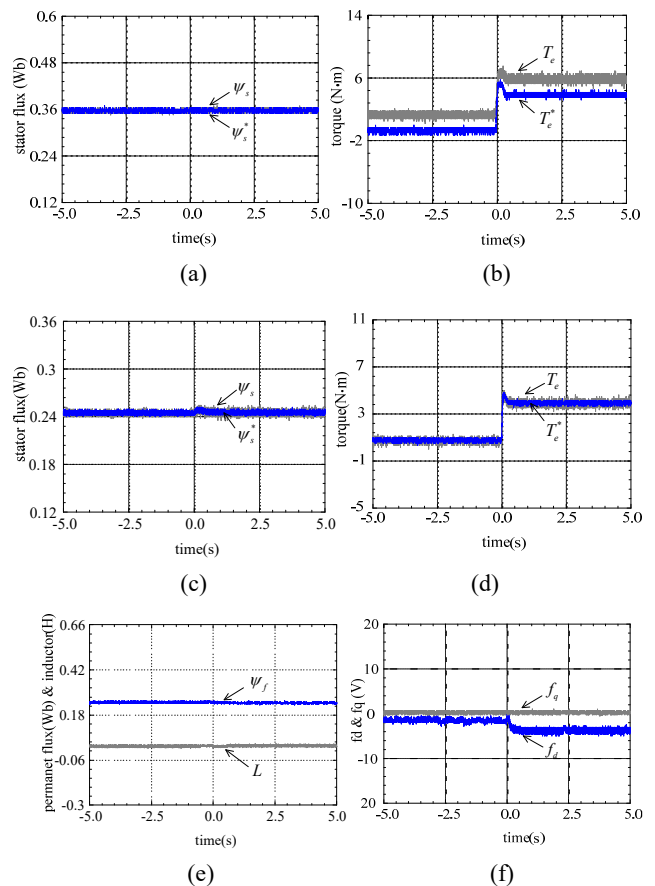 0.6
0.48
0.36
0.24
0.12
stator flux (Wb)
ψs
ψs*
-5.0 -2.5 0.0 2.5 5.0
time(s)
(a)
14
6
-2
-10
torque (N·m)
Te
Te*
-5.0 -2.5 0.0 2.5 5.0
time(s)
(b)
0.36
0.3
0.24
0.18
0.12
stator flux(Wb)
ψs
ψs*
-5.0 -2.5 0.0 2.5 5.0
time(s)
(c)
11
7
3
-1
-5
torque(N·m)
Te
Te*
-5.0 -2.5 0.0 2.5 5.0
time(s)
(d)
0.66
0.42
0.18
-0.06
-0.3
permanet flux(Wb) & inductor(H)
ψf
L
-5.0 -2.5 0.0 2.5 5.0
time(s)
(e)
20
10
0
-10
20
fd & fq (V)
fq
fd
-5.0 -2.5 0.0 2.5 5.0
time(s)
(f)